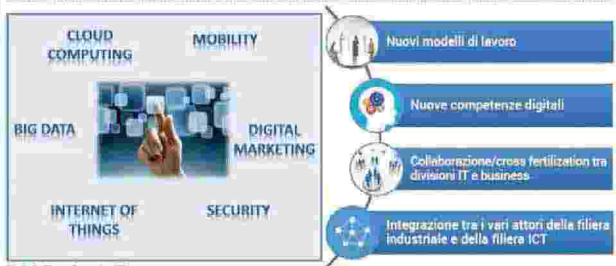 CLOUD
COMPUTING
MOBILITY
BIG DATA
DIGITAL
MARKETING
INTERNET OF
THINGS
SECURITY
Nuovi modelli di lavoro
Nuove competenze digitali
Collaborazione/cross fertilization tra
divisioni IT e business
Integrazione tra i vari attori della filiera
industriale e della filiera ICT